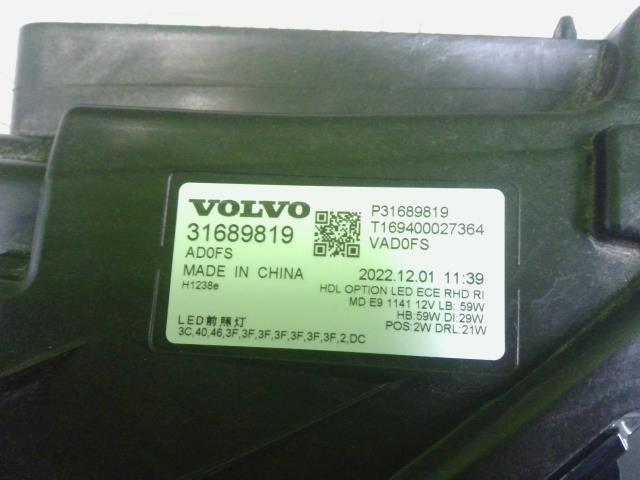 VOLVO
31689819
AD0FS
MADE IN CHINA
H1238e
LED前照灯
3C,40,46,3F,3F,3F,3F,3F,3F,3F,2,DC
P31689819
T169400027364
VAD0FS
2022.12.01 11:39
HDL OPTION LED ECE RHD RI
MD E9 1141 12V LB: 59W
HB:59W DI:29W
POS:2W DRL:21W